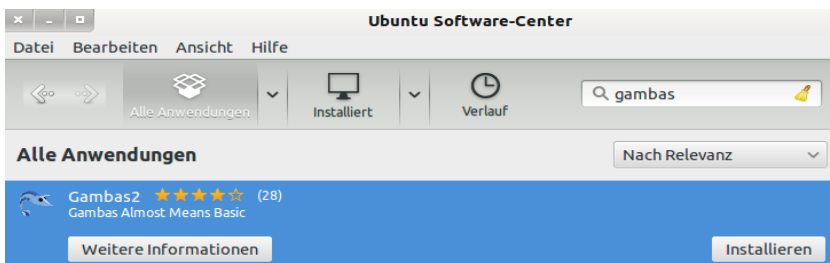 Ubuntu Software-Center
Datei Bearbeiten Ansicht Hilfe
Alle Anwendungen Installiert Verlauf gambas
Alle Anwendungen Nach Relevanz
Gambas2 (28)
Gambas Almost Means Basic
Weitere Informationen Installieren